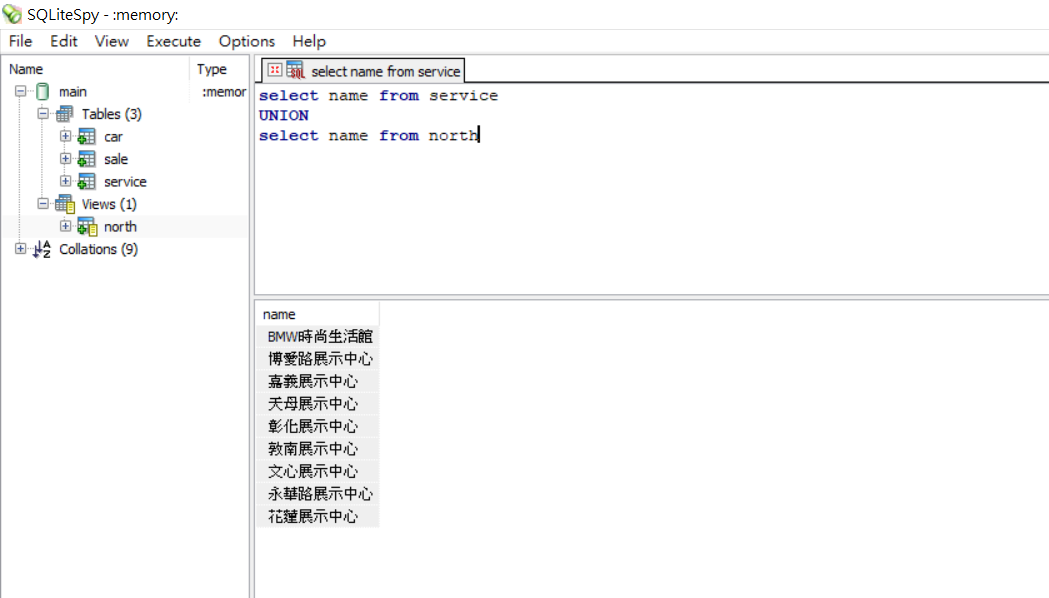 SQLiteSpy - :memory:
File Edit View Execute Options Help
Name Type
main :memor
Tables (3)
car
sale
service
Views (1)
north
Collations (9)
select name from service
select name from service
UNION
select name from north
name
BMW時尚生活館
博愛路展示中心
嘉義展示中心
天母展示中心
彰化展示中心
敦南展示中心
文心展示中心
永華路展示中心
花蓮展示中心